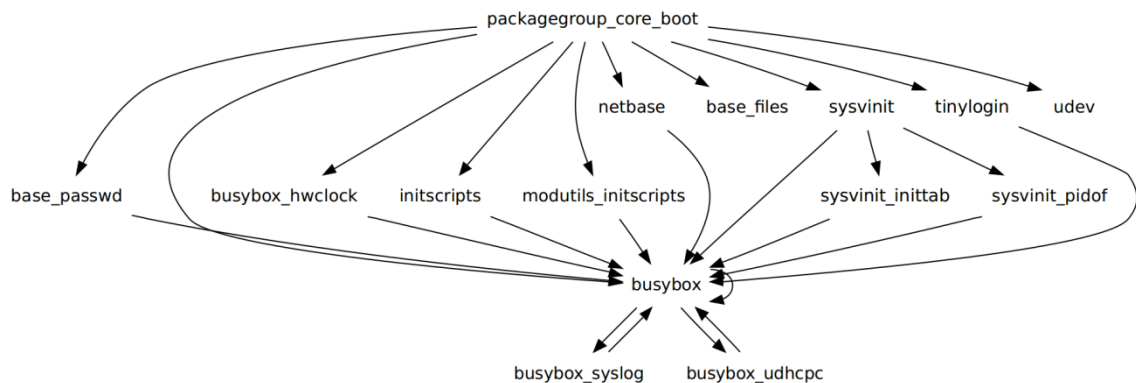 packagegroup_core_boot
netbase
base_files
sysvinit
tinylogin
udev
base_passwd
busybox_hwclock
initscripts
modutils_initscripts
sysvinit_inittab
sysvinit_pidof
busybox
busybox_syslog
busybox_udhcpc